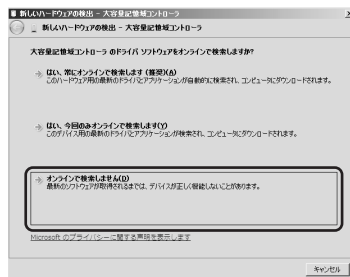 新しいハードウェアの検出 - 大容量記憶域コントローラ
新しいハードウェアの検出 - 大容量記憶域コントローラ
大容量記憶域コントローラ のドライバ ソフトウェアをオンラインで検索しますか?
はい、常にオンラインで検索します (推奨)(A)
このハードウェア用の最新のドライバとアプリケーションが自動的に検索され、コンピュータにダウンロードされます。
はい、今回のみオンラインで検索します(Y)
このデバイス用の最新のドライバとアプリケーションが検索され、コンピュータにダウンロードされます。
オンラインで検索しません(D)
最新のソフトウェアが取得されるまでは、デバイスが正しく機能しないことがあります。
Microsoft のプライバシーに関する声明を表示します
キャンセル